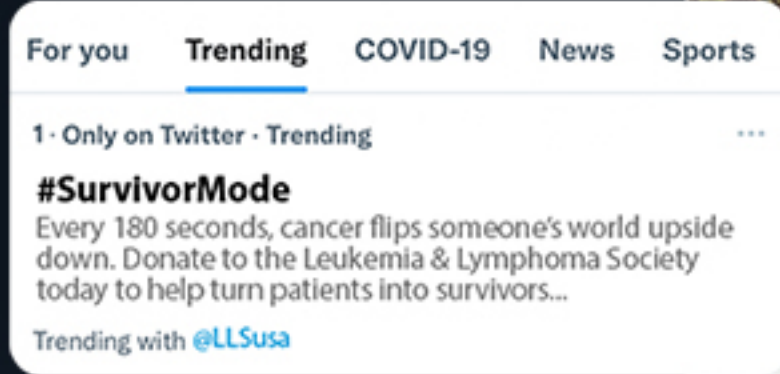 For you Trending COVID-19 News Sports
1 · Only on Twitter · Trending
#SurvivorMode
Every 180 seconds, cancer flips someone's world upside
down. Donate to the Leukemia & Lymphoma Society
today to help turn patients into survivors...
Trending with @LLSusa